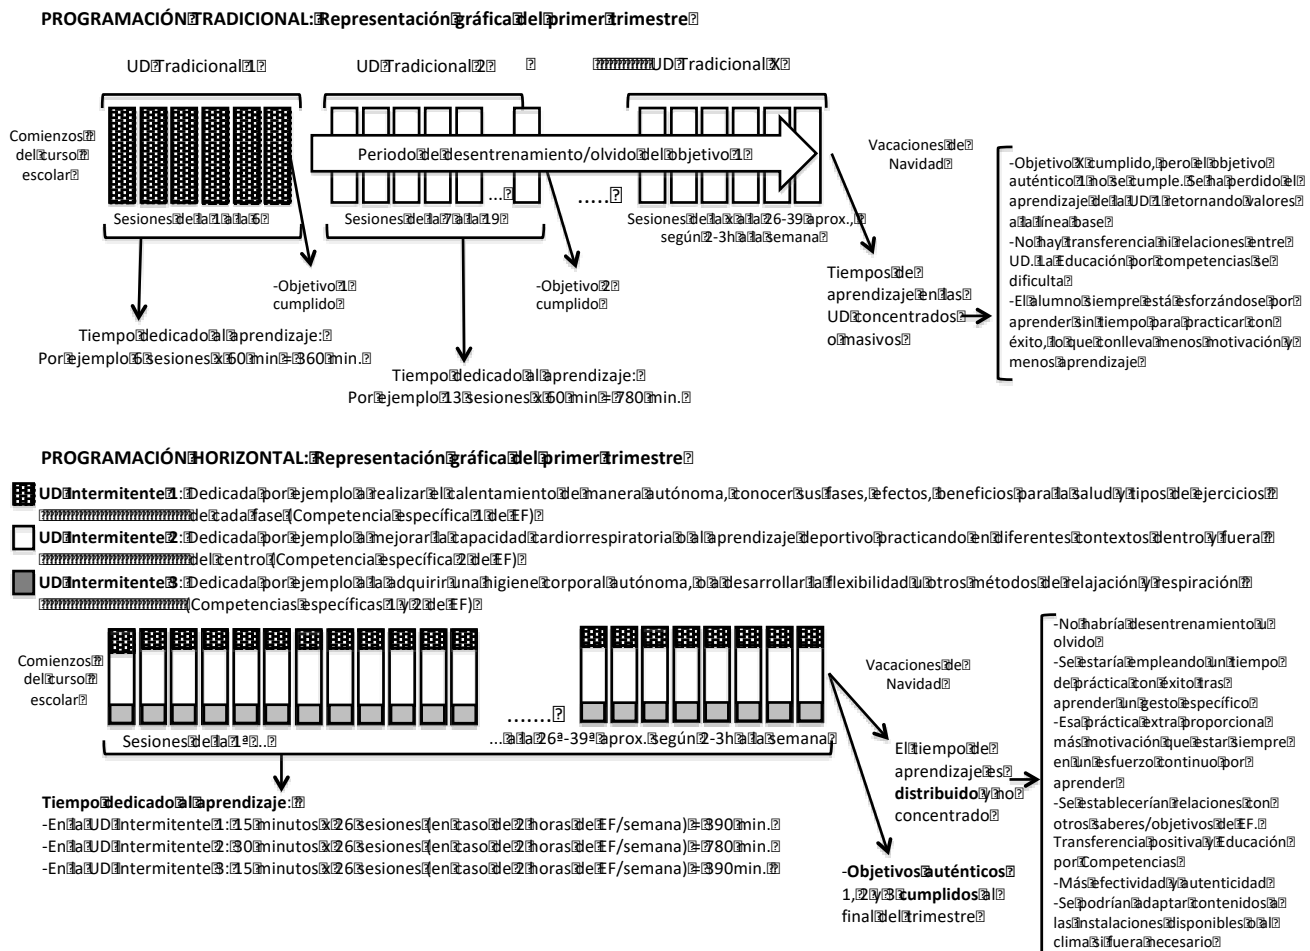 PROGRAMACIÓN TRADICIONAL: Representación gráfica del primer trimestre
UD Tradicional 1
UD Tradicional 2
UD Tradicional X
Comienzos
del curso
escolar
Periodo de desentrenamiento/olvido del objetivo 1
...
.....
Sesiones de la 1 a la 6
Sesiones de la 7 a la 19
Sesiones de la x a la 26-39 aprox.,
según 2-3h a la semana
Vacaciones de
Navidad
-Objetivo 1
cumplido
-Objetivo 2
cumplido
Tiempo dedicado al aprendizaje:
Por ejemplo 6 sesiones x 60 min = 360 min.
Tiempo dedicado al aprendizaje:
Por ejemplo 13 sesiones x 60 min = 780 min.
Tiempos de
aprendizaje en las
UD concentrados
o masivos
-Objetivo X cumplido, pero el objetivo
auténtico 1 no se cumple. Se ha perdido el
aprendizaje de la UD 1 retornando valores
a la línea base
-No hay transferencia ni relaciones entre
UD. La Educación por competencias se
dificulta
-El alumno siempre está esforzándose por
aprender sin tiempo para practicar con
éxito, lo que conlleva menos motivación y
menos aprendizaje
PROGRAMACIÓN HORIZONTAL: Representación gráfica del primer trimestre
UD Intermitente 1: Dedicada por ejemplo a realizar el calentamiento de manera autónoma, conocer sus fases, efectos, beneficios para la salud y tipos de ejercicios
de cada fase (Competencia específica 1 de EF)
UD Intermitente 2: Dedicada por ejemplo a mejorar la capacidad cardiorrespiratoria o al aprendizaje deportivo practicando en diferentes contextos dentro y fuera
del centro (Competencia específica 2 de EF)
UD Intermitente 3: Dedicada por ejemplo a la adquirir una higiene corporal autónoma, o a desarrollar la flexibilidad u otros métodos de relajación y respiración
(Competencias específicas 1 y 2 de EF)
Comienzos
del curso
escolar
.......
Sesiones de la 1ª ...
... a la 26ª-39ª aprox. según 2-3h a la semana
Vacaciones de
Navidad
Tiempo dedicado al aprendizaje:
-En la UD Intermitente 1: 15 minutos x 26 sesiones (en caso de 2 horas de EF/semana) = 390 min.
-En la UD Intermitente 2: 30 minutos x 26 sesiones (en caso de 2 horas de EF/semana) = 780 min.
-En la UD Intermitente 3: 15 minutos x 26 sesiones (en caso de 2 horas de EF/semana) = 390min.
El tiempo de
aprendizaje es
distribuido y no
concentrado
-Objetivos auténticos
1, 2 y 3 cumplidos al
final del trimestre
-No habría desentrenamiento u
olvido
-Se estaría empleando un tiempo
de práctica con éxito tras
aprender un gesto específico
-Esa práctica extra proporciona
más motivación que estar siempre
en un esfuerzo continuo por
aprender
-Se establecerían relaciones con
otros saberes/objetivos de EF.
Transferencia positiva y Educación
por Competencias
-Más efectividad y autenticidad
-Se podrían adaptar contenidos a
las instalaciones disponibles o al
clima si fuera necesario